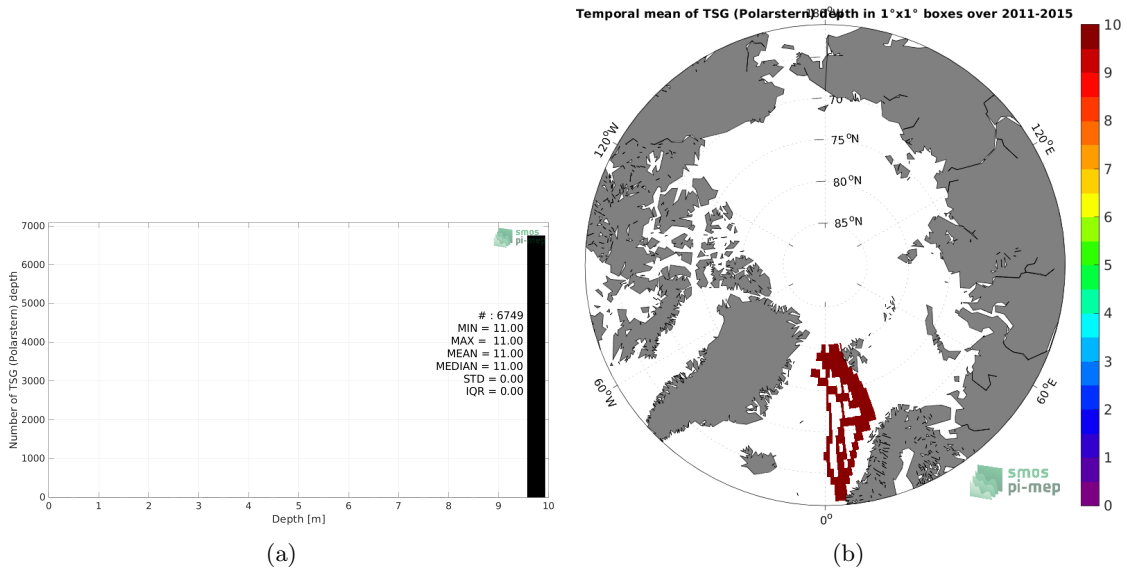 7000
6000
5000
4000
3000
2000
1000
0
Number of TSG (Polarstern) depth
smos
pi-mep
# : 6749
MIN = 11.00
MAX = 11.00
MEAN = 11.00
MEDIAN = 11.00
STD = 0.00
IQR = 0.00
0 1 2 3 4 5 6 7 8 9 10
Depth [m]
(a)
Temporal mean of TSG (Polarstern) depth in 1°x1° boxes over 2011-2015
180°W
120°W
120°E
70°N
75°N
80°N
85°N
60°W
60°E
0°
smos
pi-mep
10
9
8
7
6
5
4
3
2
1
0
(b)